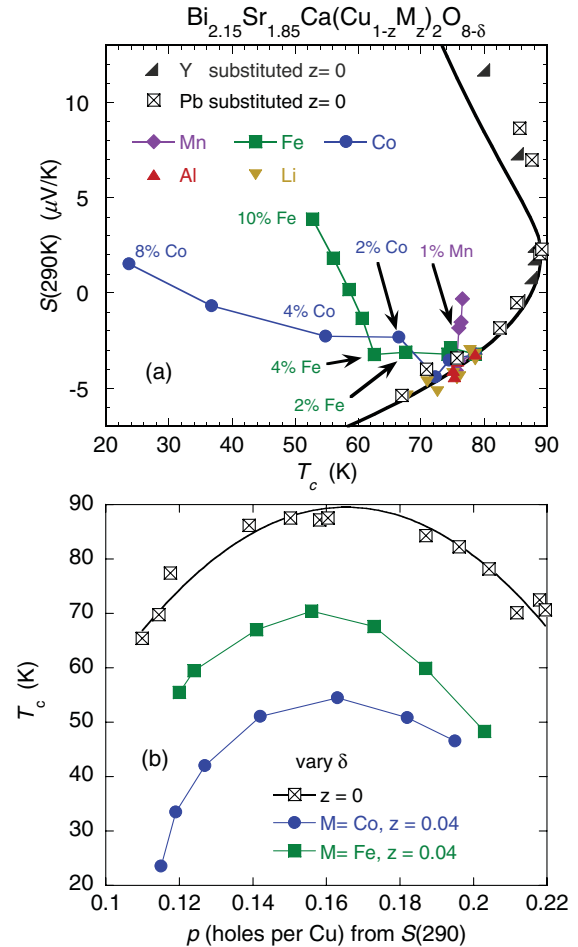 Bi2.15Sr1.85Ca(Cu1-zMz)2O8-δ
Y substituted z= 0
Pb substituted z= 0
Mn Fe Co
Al Li
10% Fe
8% Co
2% Co
1% Mn
4% Co
4% Fe
2% Fe
(a)
10
5
0
-5
S(290K) (μV/K)
20 30 40 50 60 70 80 90
Tc (K)
90
80
70
60
50
40
30
20
Tc (K)
(b)
vary δ
z = 0
M= Co, z = 0.04
M= Fe, z = 0.04
0.1 0.12 0.14 0.16 0.18 0.2 0.22
p (holes per Cu) from S(290)